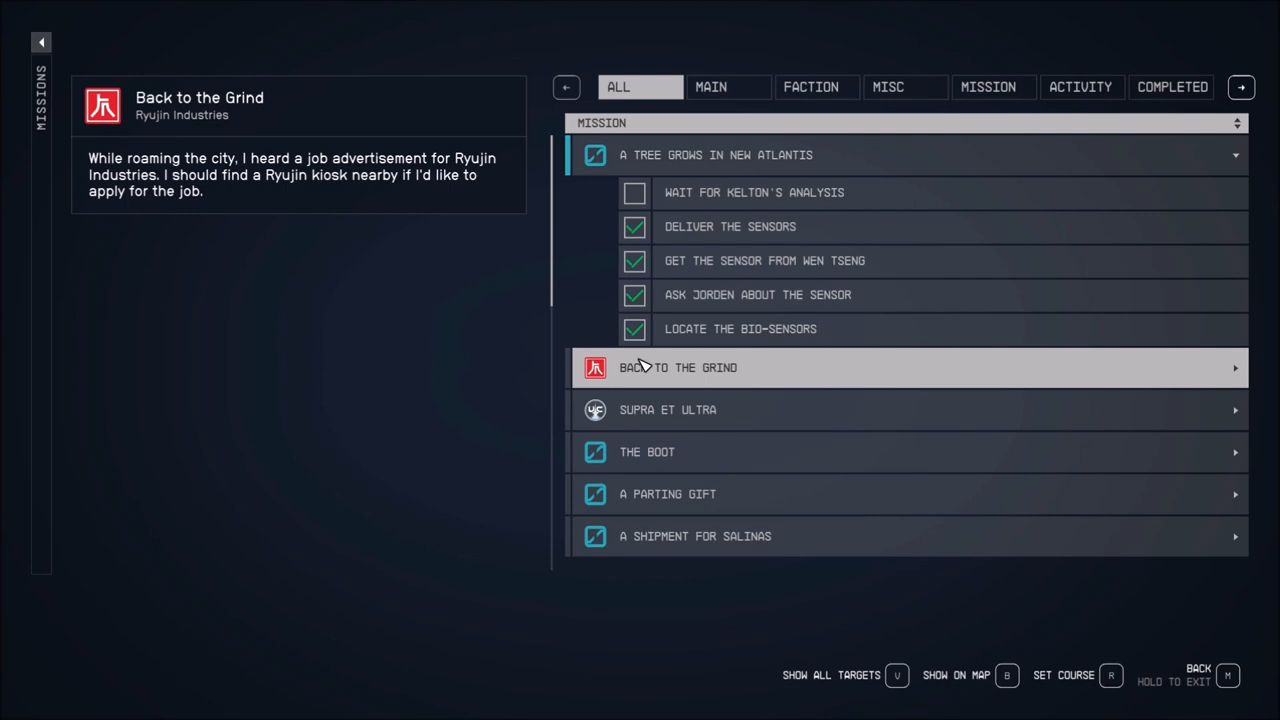 MISSIONS
Back to the Grind
Ryujin Industries
While roaming the city, I heard a job advertisement for Ryujin
Industries. I should find a Ryujin kiosk nearby if I'd like to
apply for the job.
ALL
MAIN
FACTION
MISC
MISSION
ACTIVITY
COMPLETED
MISSION
A TREE GROWS IN NEW ATLANTIS
WAIT FOR KELTON'S ANALYSIS
DELIVER THE SENSORS
GET THE SENSOR FROM WEN TSENG
ASK JORDEN ABOUT THE SENSOR
LOCATE THE BIO-SENSORS
BACK TO THE GRIND
UC
SUPRA ET ULTRA
THE BOOT
A PARTING GIFT
A SHIPMENT FOR SALINAS
SHOW ALL TARGETS V
SHOW ON MAP B
SET COURSE R
BACK M
HOLD TO EXIT